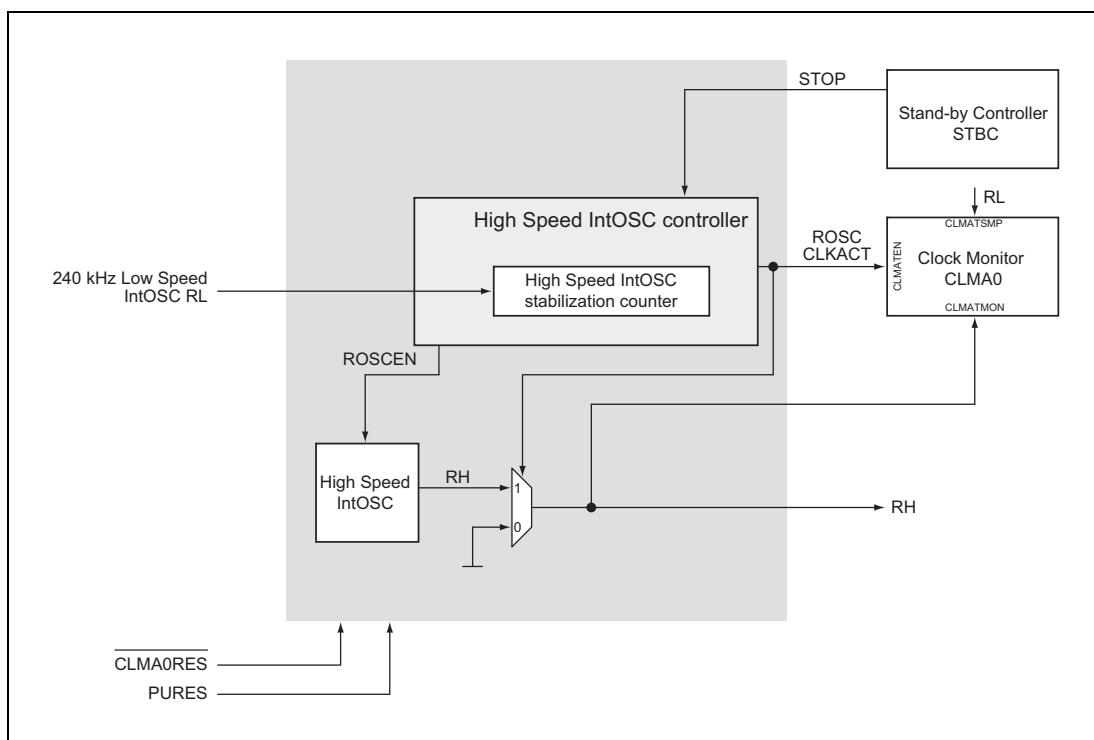 STOP
Stand-by Controller
STBC
RL
High Speed IntOSC controller
CLMATSMP
ROSC
CLKACT
CLMATEN
Clock Monitor
CLMA0
CLMATMON
240 kHz Low Speed
IntOSC RL
High Speed IntOSC
stabilization counter
ROSCEN
High Speed
IntOSC
RH
1
0
RH
CLMA0RES
PURES